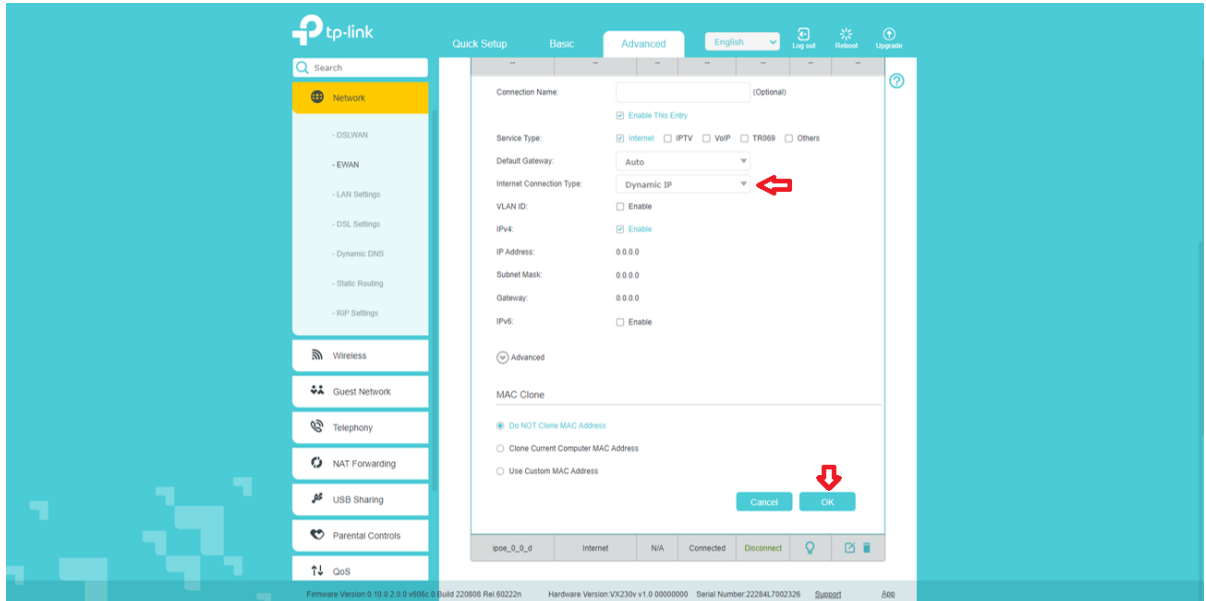 tp-link
Quick Setup Basic Advanced English Log out Reboot Upgrade
Search
Network
- DSLWAN
- EWAN
- LAN Settings
- DSL Settings
- Dynamic DNS
- Static Routing
- RIP Settings
Wireless
Guest Network
Telephony
NAT Forwarding
USB Sharing
Parental Controls
QoS
-- -- -- -- -- -- --
Connection Name: (Optional)
Enable This Entry
Service Type: Internet IPTV VoIP TR069 Others
Default Gateway: Auto
Internet Connection Type: Dynamic IP
VLAN ID: Enable
IPv4: Enable
IP Address: 0.0.0.0
Subnet Mask: 0.0.0.0
Gateway: 0.0.0.0
IPv6: Enable
Advanced
MAC Clone
Do NOT Clone MAC Address
Clone Current Computer MAC Address
Use Custom MAC Address
Cancel OK
ipoe_0_0_d Internet N/A Connected Disconnect
Firmware Version:0.10.0 2.0.0 v606c.0 Build 220808 Rel.60222n Hardware Version:VX230v v1.0 00000000 Serial Number:22284L7002326 Support App